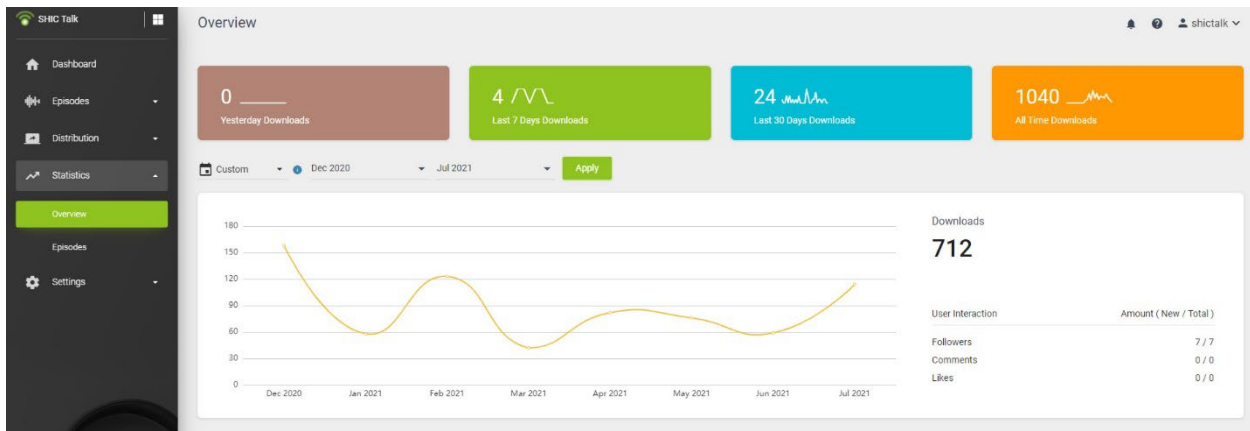 SHIC Talk
Overview
shictalk
Dashboard
Episodes
Distribution
Statistics
Overview
Episodes
Settings
0
Yesterday Downloads
4
Last 7 Days Downloads
24
Last 30 Days Downloads
1040
All Time Downloads
Custom Dec 2020 Jul 2021 Apply
180
150
120
90
60
30
0
Dec 2020 Jan 2021 Feb 2021 Mar 2021 Apr 2021 May 2021 Jun 2021 Jul 2021
Downloads
712
User Interaction Amount ( New / Total )
Followers 7 / 7
Comments 0 / 0
Likes 0 / 0